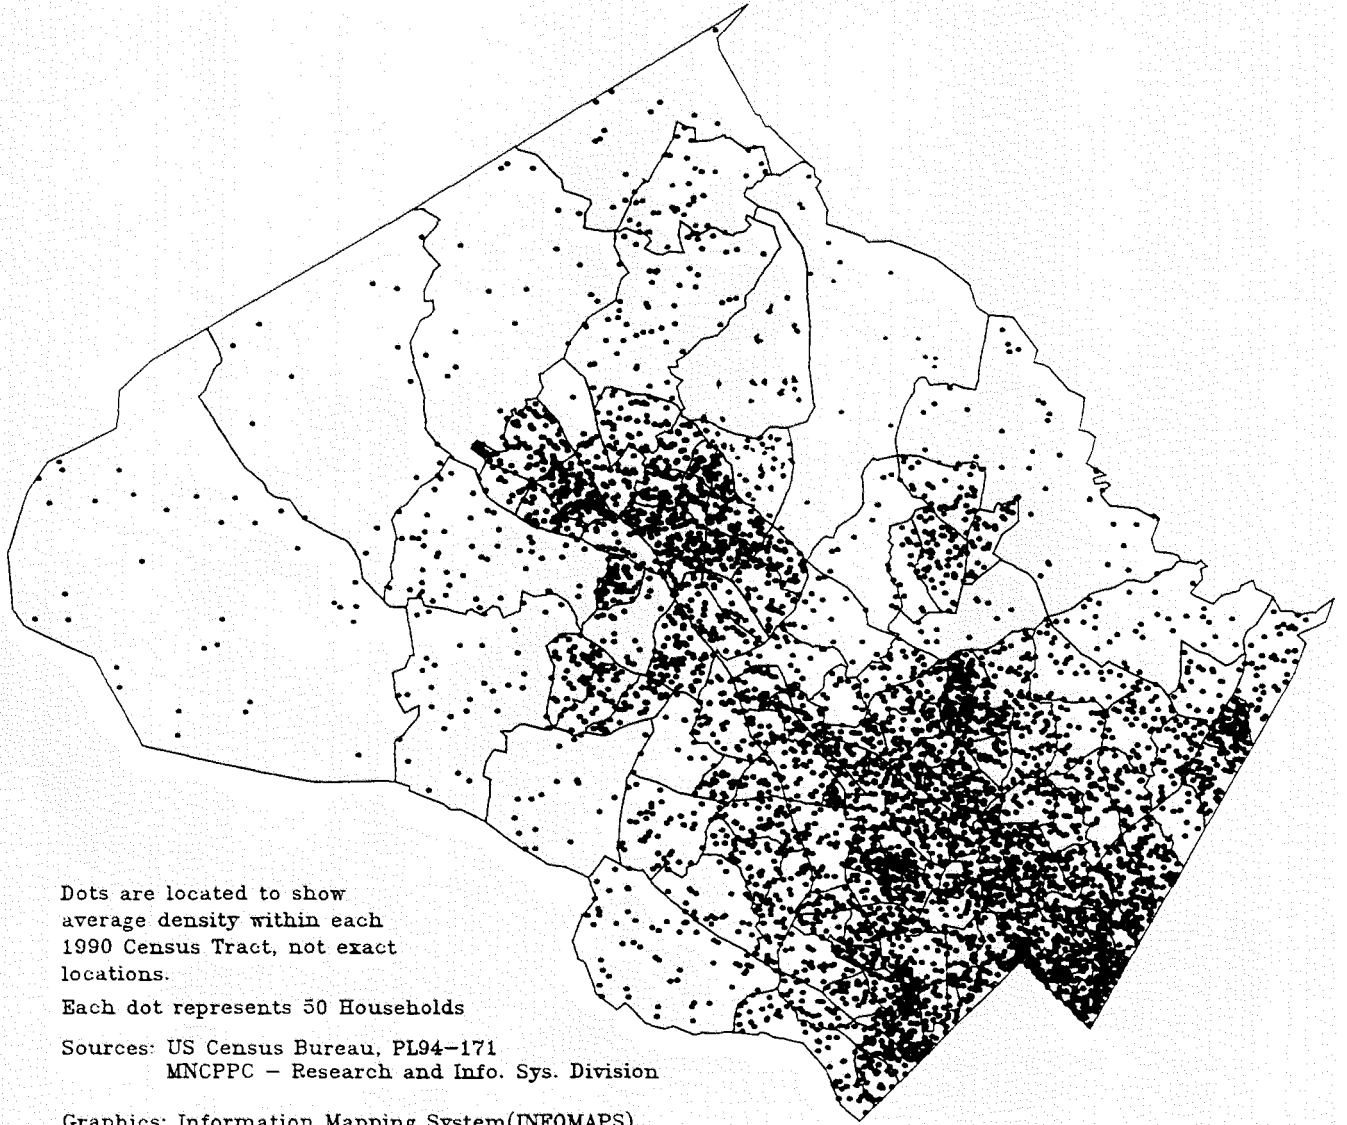 Dots are located to show
average density within each
1990 Census Tract, not exact
locations.
Each dot represents 50 Households
Sources: US Census Bureau, PL94-171
MNCPPC - Research and Info. Sys. Division
Graphics: Information Mapping System(INFOMAPS)